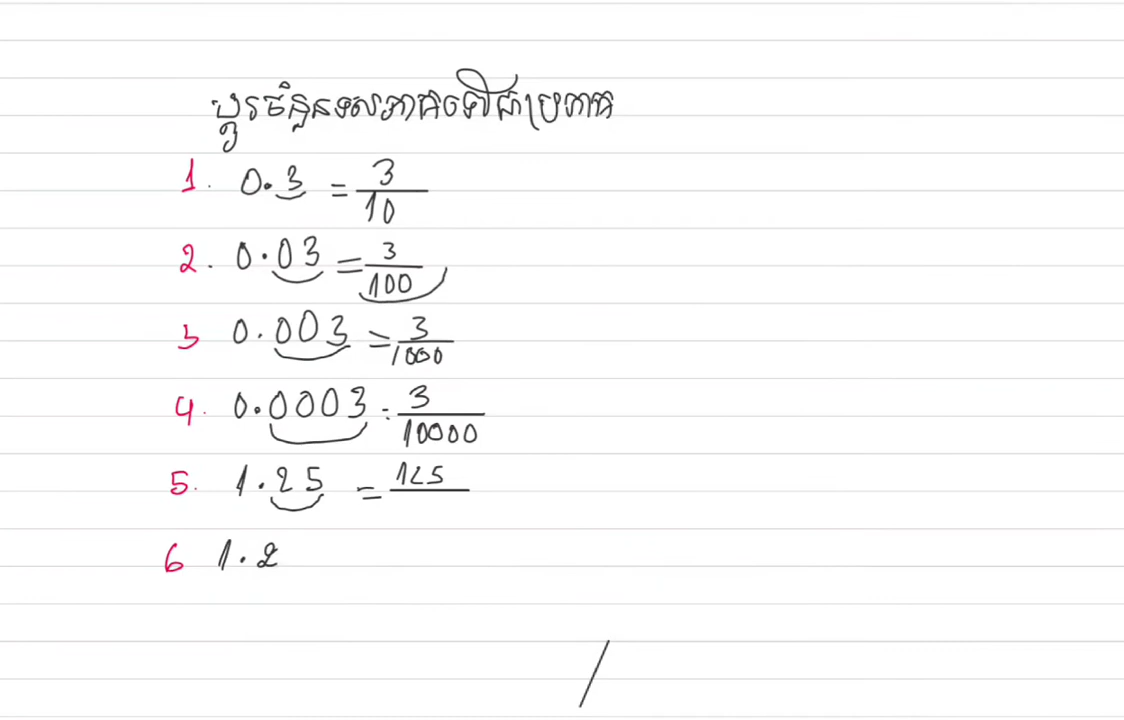 ប្តូរចំនួនទសភាគទៅជាប្រភាគ
1. 0.3 = 3/10
2. 0.03 = 3/100
3 0.003 = 3/1000
4. 0.0003 = 3/10000
5. 1.25 = 125/
6 1.2